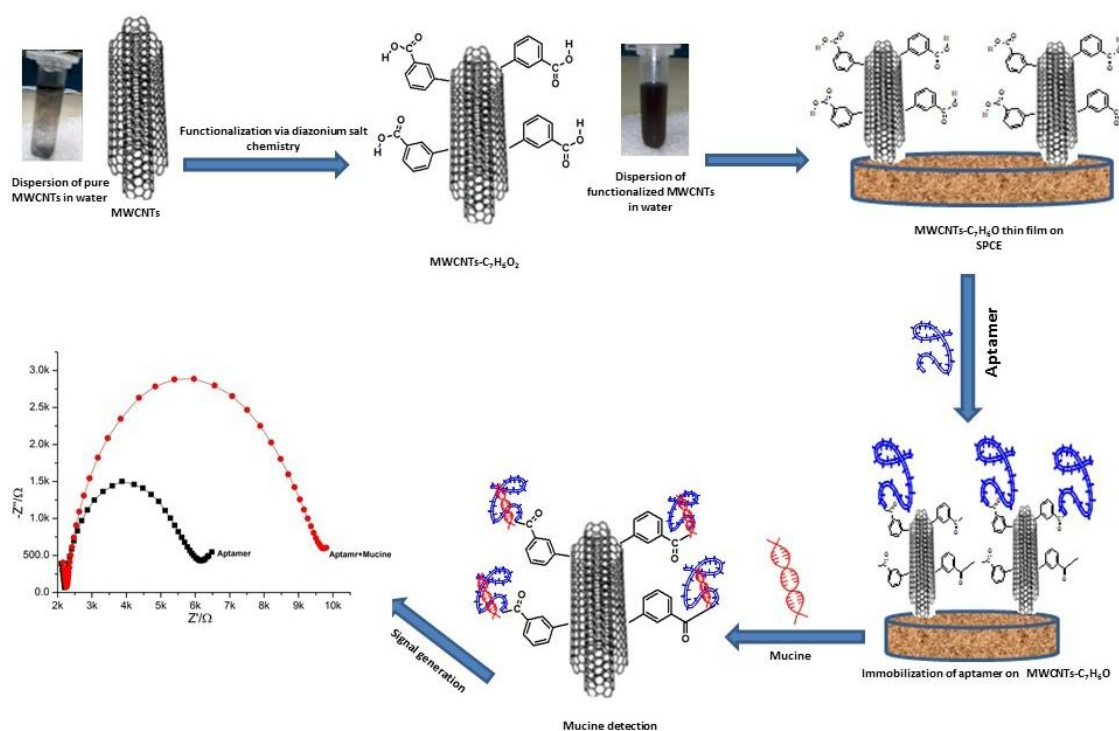 Dispersion of pure
MWCNTs in water
MWCNTs
Functionalization via diazonium salt
chemistry
MWCNTs-C₇H₆O₂
Dispersion of
functionalized MWCNTs
in water
MWCNTs-C₇H₆O thin film on
SPCE
Aptamer
Immobilization of aptamer on MWCNTs-C₇H₆O
Mucine
Mucine detection
Signal generation
-Z"/Ω
3.0k
2.5k
2.0k
1.5k
1.0k
500.0
0.0
2k 3k 4k 5k 6k 7k 8k 9k 10k
Z'/Ω
Aptamer
Aptamr+Mucine